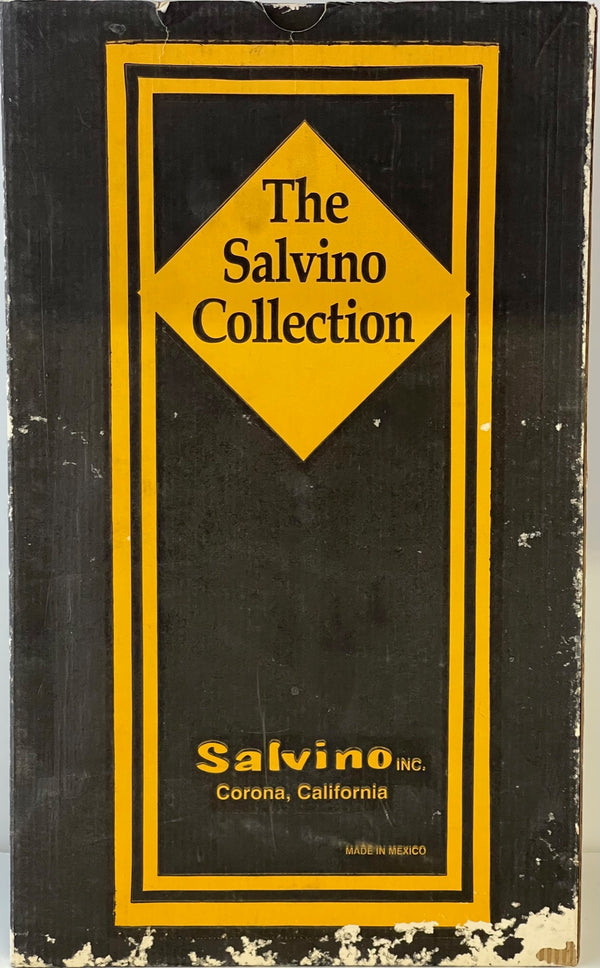 The
Salvino
Collection
Salvino INC.
Corona, California
MADE IN MEXICO